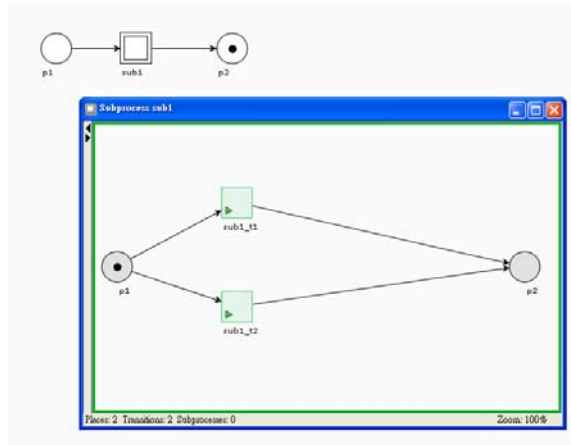 p1
sub1
p2
Subprocess sub1
sub1_t1
p1
p2
sub1_t2
Places: 2 Transitions: 2 Subprocesses: 0
Zoom: 100%